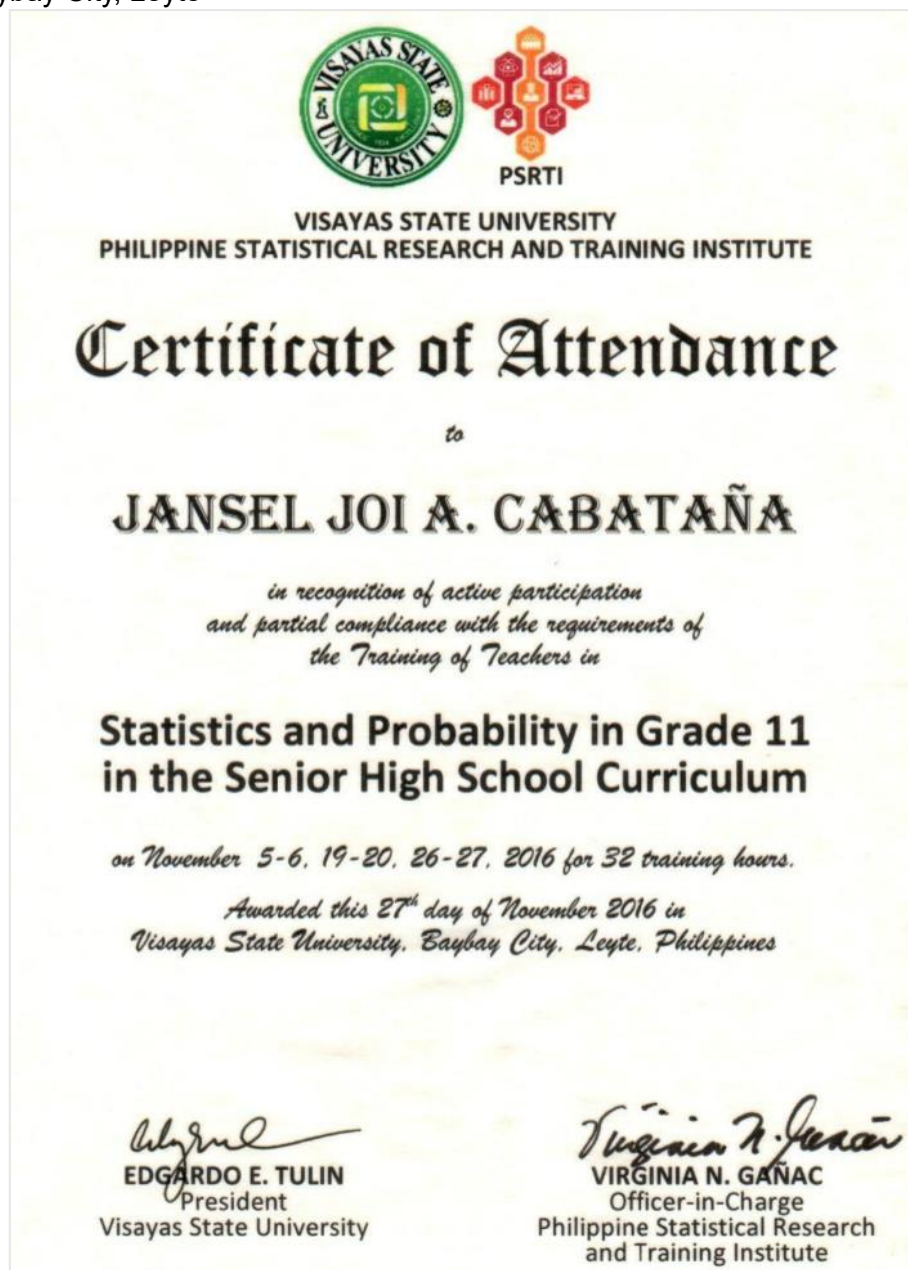 VISAYAS STATE
UNIVERSITY
PSRTI
VISAYAS STATE UNIVERSITY
PHILIPPINE STATISTICAL RESEARCH AND TRAINING INSTITUTE
Certificate of Attendance
to
JANSEL JOI A. CABATAÑA
in recognition of active participation
and partial compliance with the requirements of
the Training of Teachers in
Statistics and Probability in Grade 11
in the Senior High School Curriculum
on November 5-6, 19-20, 26-27, 2016 for 32 training hours.
Awarded this 27th day of November 2016 in
Visayas State University, Baybay City, Leyte, Philippines
Virginia N.
EDGARDO E. TULIN
VIRGINIA N. GAÑAC
President
Officer-in-Charge
Visayas State University
Philippine Statistical Research
and Training Institute